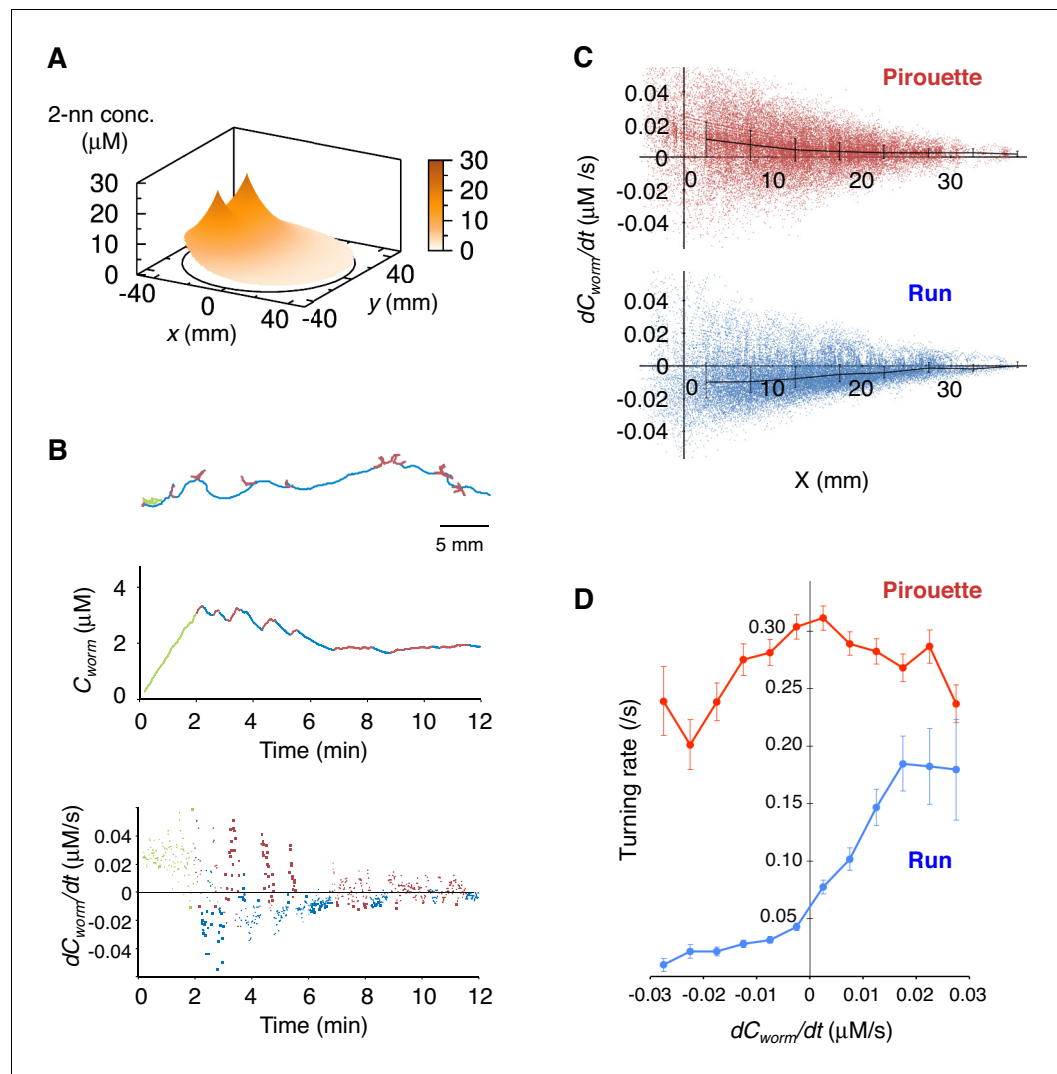 A
2-nn conc.
(μM)
30
20
10
0
-40
0
40
x (mm)
-40
40
y (mm)
30
20
10
0
B
5 mm
4
2
0
C_worm (μM)
0 2 4 6 8 10 12
Time (min)
0.04
0.02
0
-0.02
-0.04
dC_worm/dt (μM/s)
0 2 4 6 8 10 12
Time (min)
C
Pirouette
0.04
0.02
0
-0.02
-0.04
0 10 20 30
dC_worm/dt (μM /s)
Run
0.04
0.02
0
-0.02
-0.04
0 10 20 30
X (mm)
D
Pirouette
0.30
0.25
0.20
0.15
0.10
0.05
Turning rate (/s)
Run
-0.03 -0.02 -0.01 0 0.01 0.02 0.03
dC_worm/dt (μM/s)